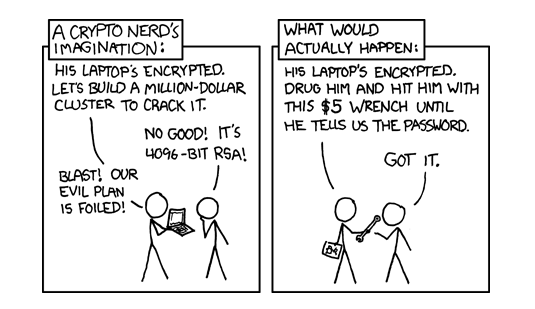 A CRYPTO NERD'S
IMAGINATION:
HIS LAPTOP'S ENCRYPTED.
LET'S BUILD A MILLION-DOLLAR
CLUSTER TO CRACK IT.
NO GOOD! IT'S
4096-BIT RSA!
BLAST! OUR
EVIL PLAN
IS FOILED!
WHAT WOULD
ACTUALLY HAPPEN:
HIS LAPTOP'S ENCRYPTED.
DRUG HIM AND HIT HIM WITH
THIS $5 WRENCH UNTIL
HE TELLS US THE PASSWORD.
GOT IT.